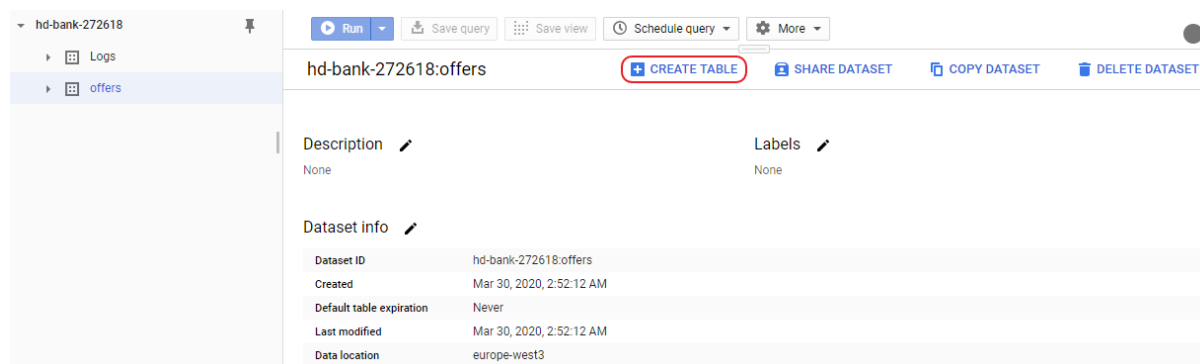 hd-bank-272618
Logs
offers
Run Save query Save view Schedule query More
hd-bank-272618:offers CREATE TABLE SHARE DATASET COPY DATASET DELETE DATASET
Description Labels
None None
Dataset info
Dataset ID hd-bank-272618:offers
Created Mar 30, 2020, 2:52:12 AM
Default table expiration Never
Last modified Mar 30, 2020, 2:52:12 AM
Data location europe-west3